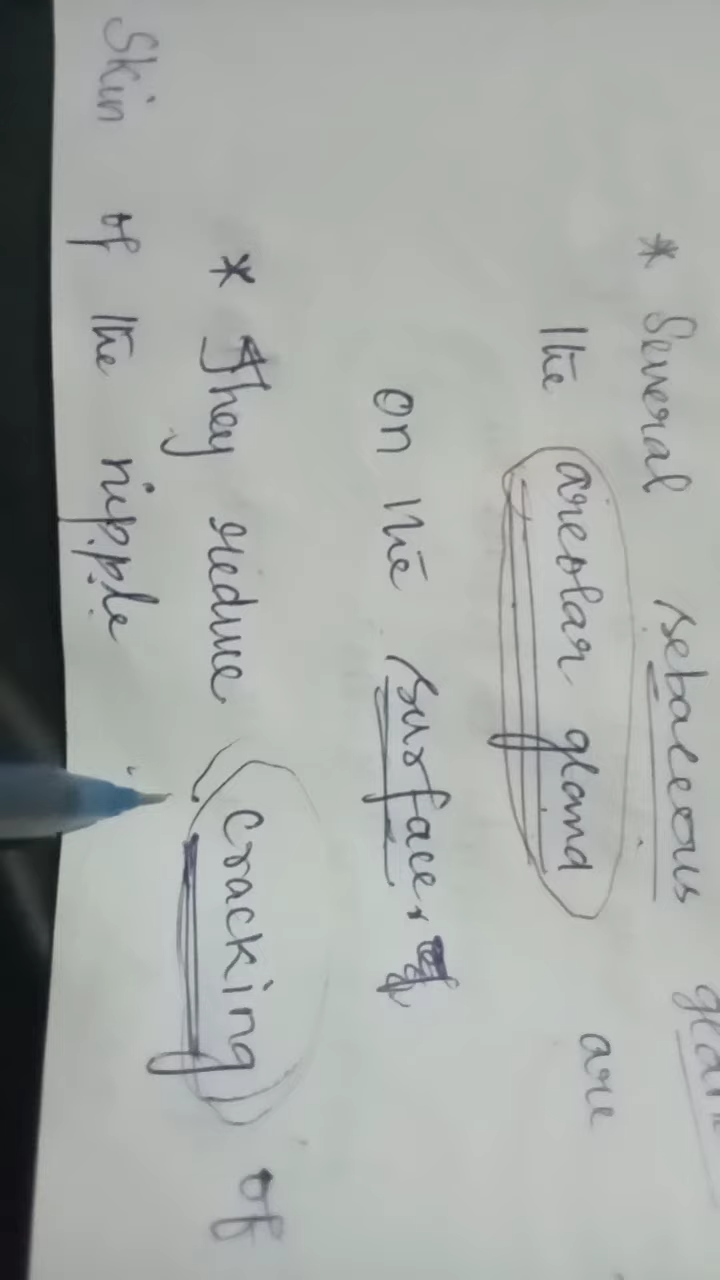 * Several sebaceous
the areolar gland are
on the surface,
* They reduce cracking of
skin of the nipple